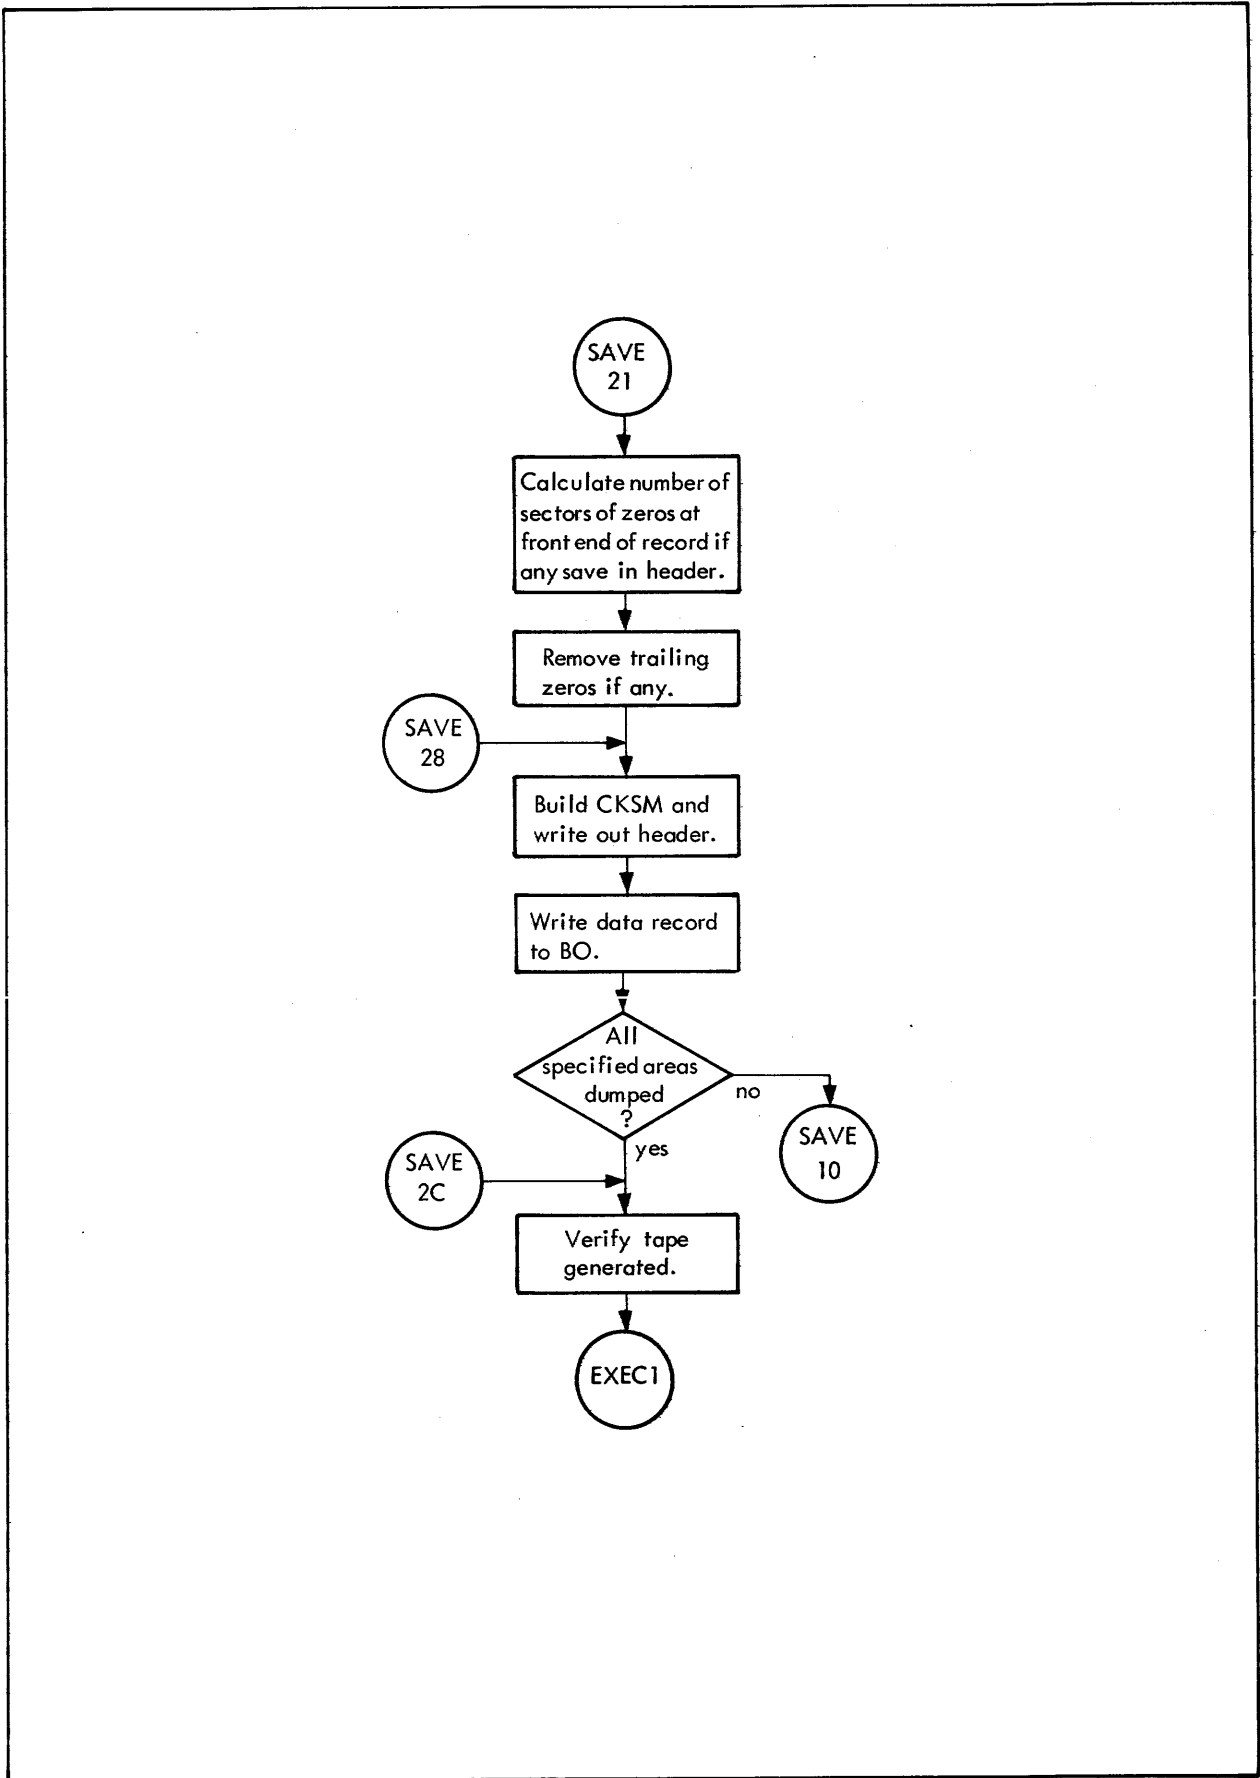 SAVE
21
Calculate number of
sectors of zeros at
front end of record if
any save in header.
Remove trailing
zeros if any.
SAVE
28
Build CKSM and
write out header.
Write data record
to BO.
All
specified areas
dumped
?
no
yes
SAVE
10
SAVE
2C
Verify tape
generated.
EXEC1